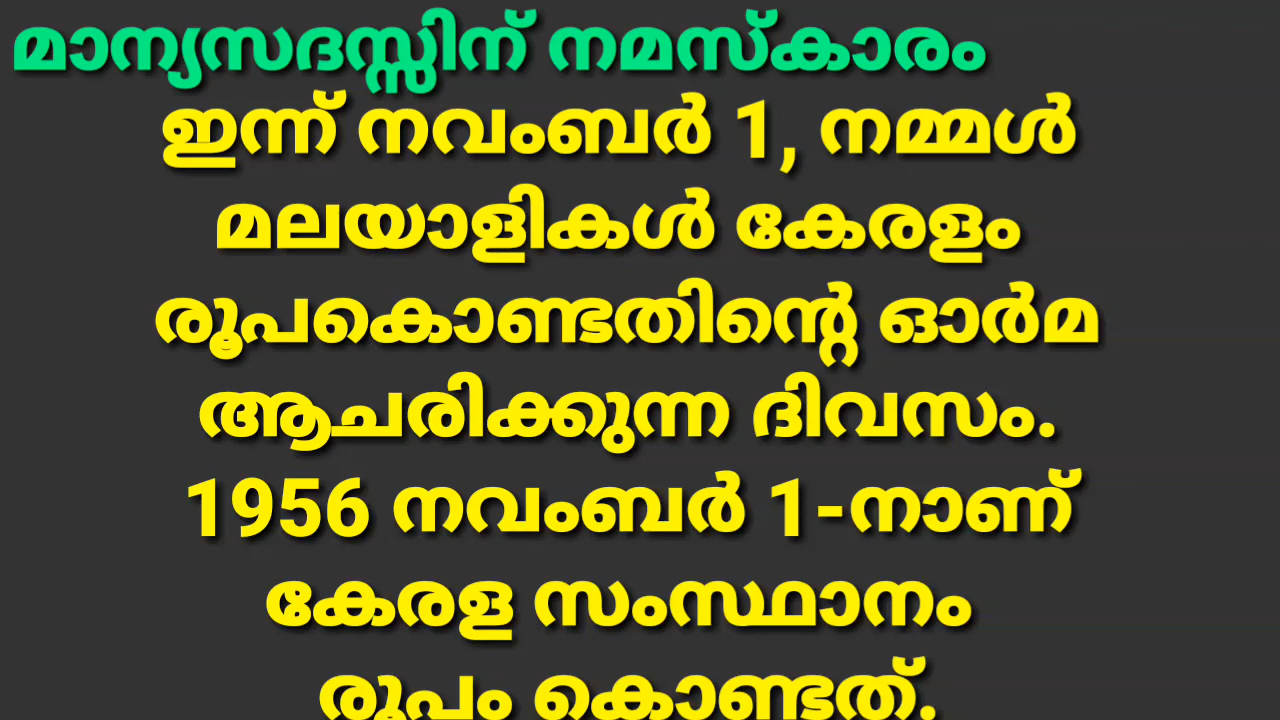 മാന്യസദസ്സിന് നമസ്കാരം
ഇന്ന് നവംബർ 1, നമ്മൾ
മലയാളികൾ കേരളം
രൂപകൊണ്ടതിന്റെ ഓർമ
ആചരിക്കുന്ന ദിവസം.
1956 നവംബർ 1-നാണ്
കേരള സംസ്ഥാനം
രൂപം കൊണ്ടത്.